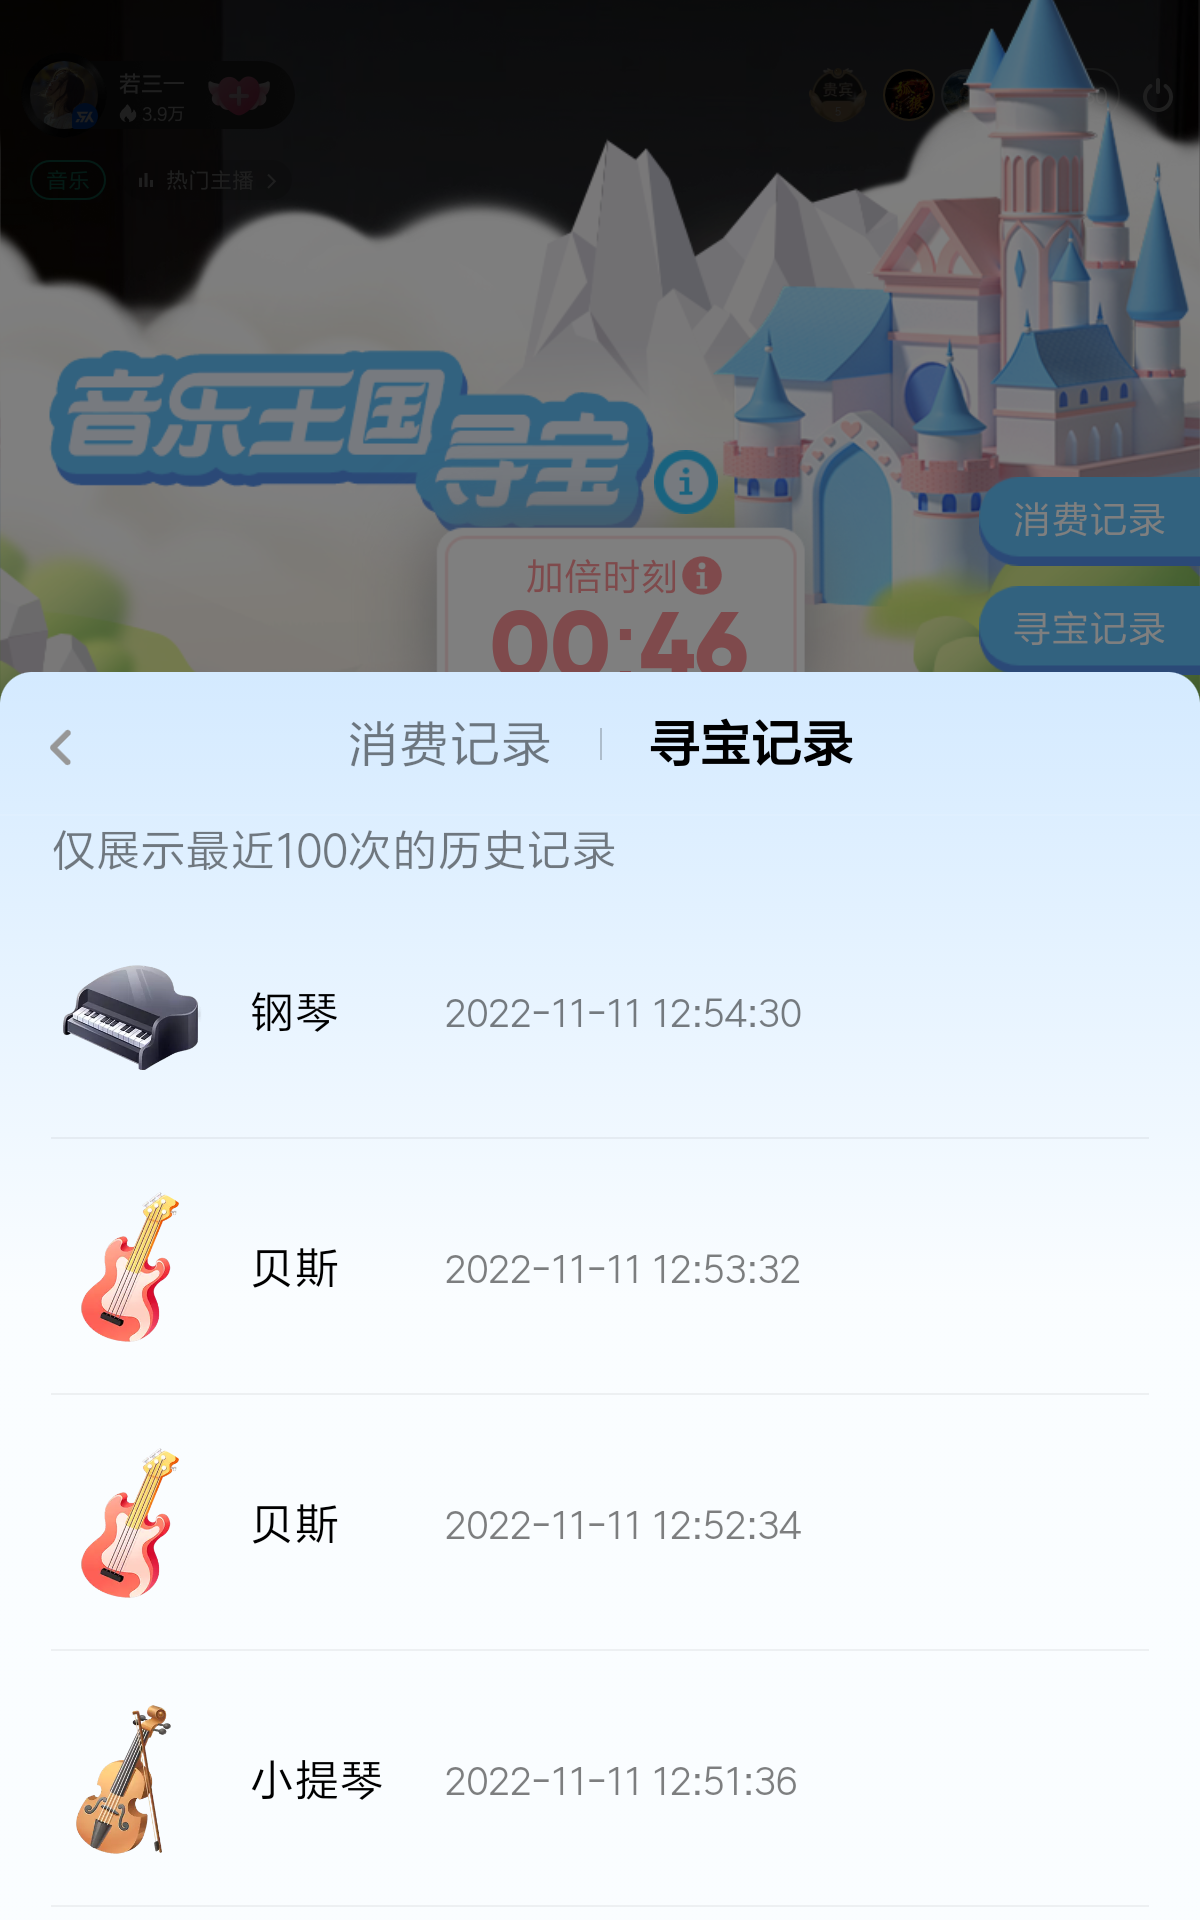 若三一
3.9万
贵宾
音乐
热门主播
音乐王国
寻宝
消费记录
加倍时刻
00:46
寻宝记录
消费记录
寻宝记录
仅展示最近100次的历史记录
钢琴 2022-11-11 12:54:30
贝斯 2022-11-11 12:53:32
贝斯 2022-11-11 12:52:34
小提琴 2022-11-11 12:51:36